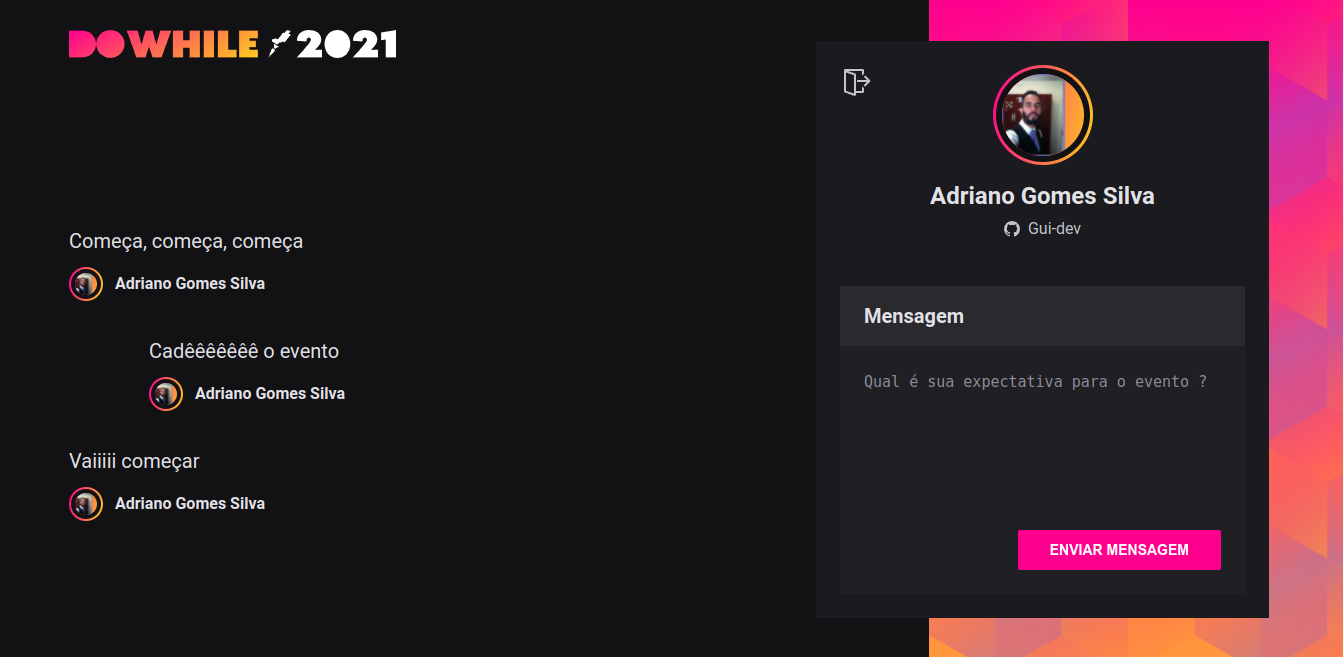 DOWHILE 2021
Começa, começa, começa
Adriano Gomes Silva
Cadêêêêêêê o evento
Adriano Gomes Silva
Vaiiiii começar
Adriano Gomes Silva
Adriano Gomes Silva
Gui-dev
Mensagem
Qual é sua expectativa para o evento ?
ENVIAR MENSAGEM